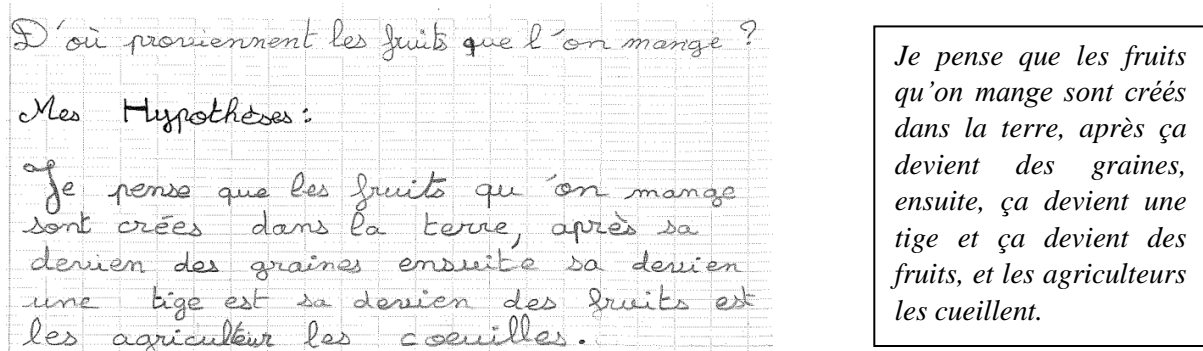 D'où proviennent les fruits que l'on mange ?
Mes Hypothèses :
Je pense que les fruits qu'on mange
sont crées dans la terre, après sa
devien des graines ensuite sa devien
une tige est sa devien des fruits est
les agriculteur les coeuilles.
Je pense que les fruits
qu'on mange sont créés
dans la terre, après ça
devient des graines,
ensuite, ça devient une
tige et ça devient des
fruits, et les agriculteurs
les cueillent.